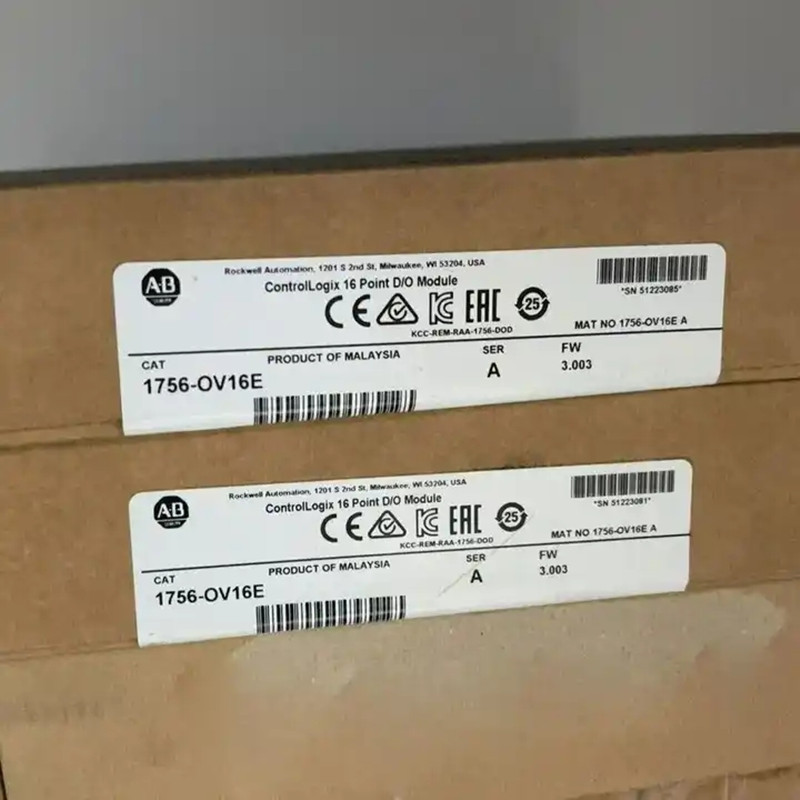 AB
Rockwell Automation, 1201 S 2nd St, Milwaukee, WI 53204, USA
ControlLogix 16 Point D/O Module
CE EAC 25
KCC-REM-RAA-1756-DOD
*SN 51223085*
MAT NO 1756-OV16E A
CAT
1756-OV16E
PRODUCT OF MALAYSIA
SER
A
FW
3.003
AB
Rockwell Automation, 1201 S 2nd St, Milwaukee, WI 53204, USA
ControlLogix 16 Point D/O Module
CE EAC 25
KCC-REM-RAA-1756-DOD
*SN 51223081*
MAT NO 1756-OV16E A
CAT
1756-OV16E
PRODUCT OF MALAYSIA
SER
A
FW
3.003